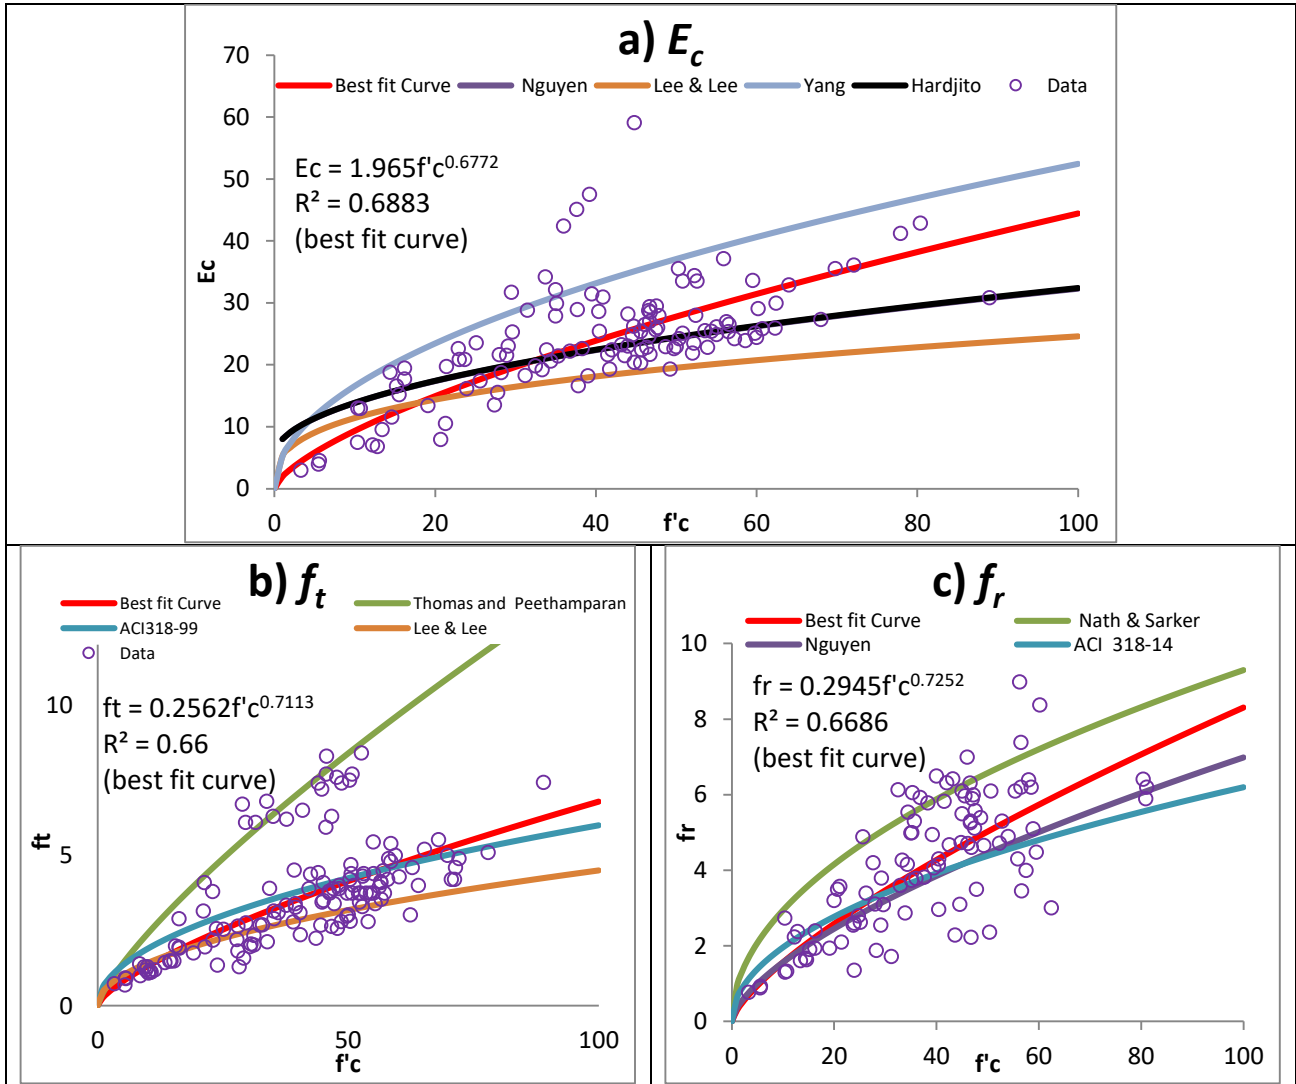 a) Ec
70
Best fit Curve Nguyen Lee & Lee Yang Hardjito Data
60
Ec = 1.965f'c^0.6772
R² = 0.6883
(best fit curve)
50
40
30
20
10
0
Ec
0 20 40 60 80 100
f'c
b) ft
Best fit Curve Thomas and Peethamparan
ACI318-99 Lee & Lee
Data
10
ft = 0.2562f'c^0.7113
R² = 0.66
(best fit curve)
5
0
ft
0 50 100
f'c
c) fr
Best fit Curve Nath & Sarker
Nguyen ACI 318-14
10
fr = 0.2945f'c^0.7252
R² = 0.6686
(best fit curve)
8
6
4
2
0
fr
0 20 40 60 80 100
f'c